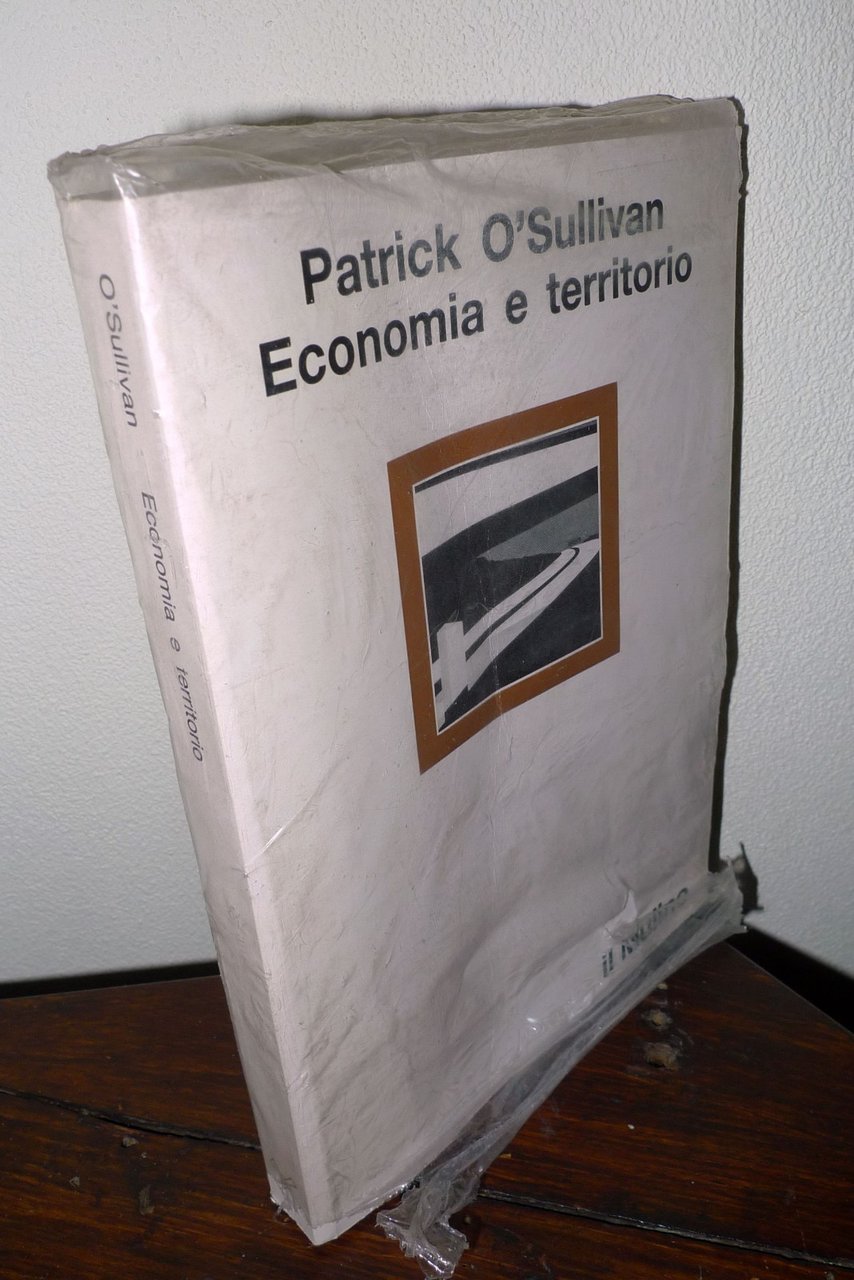 Patrick O'Sullivan
Economia e territorio
il Mulino
O'Sullivan Economia e territorio